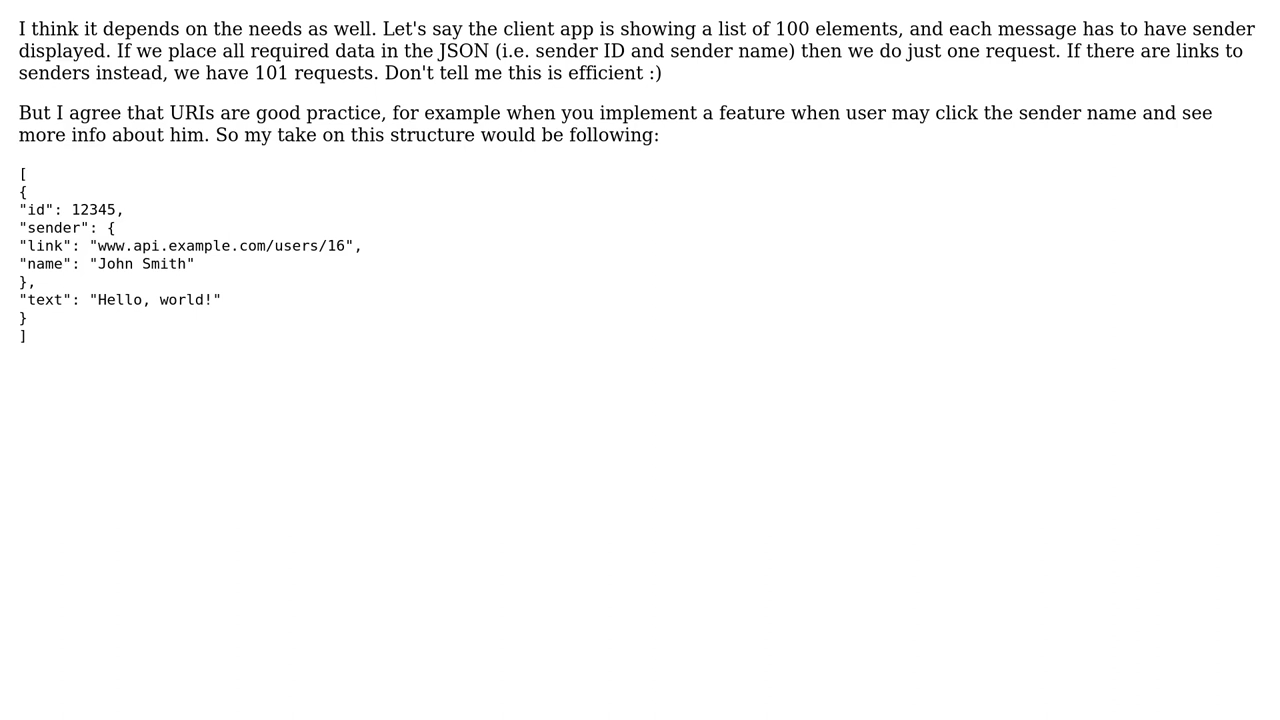 I think it depends on the needs as well. Let's say the client app is showing a list of 100 elements, and each message has to have sender
displayed. If we place all required data in the JSON (i.e. sender ID and sender name) then we do just one request. If there are links to
senders instead, we have 101 requests. Don't tell me this is efficient :)
But I agree that URIs are good practice, for example when you implement a feature when user may click the sender name and see
more info about him. So my take on this structure would be following:
[
{
"id": 12345,
"sender": {
"link": "www.api.example.com/users/16",
"name": "John Smith"
},
"text": "Hello, world!"
}
]